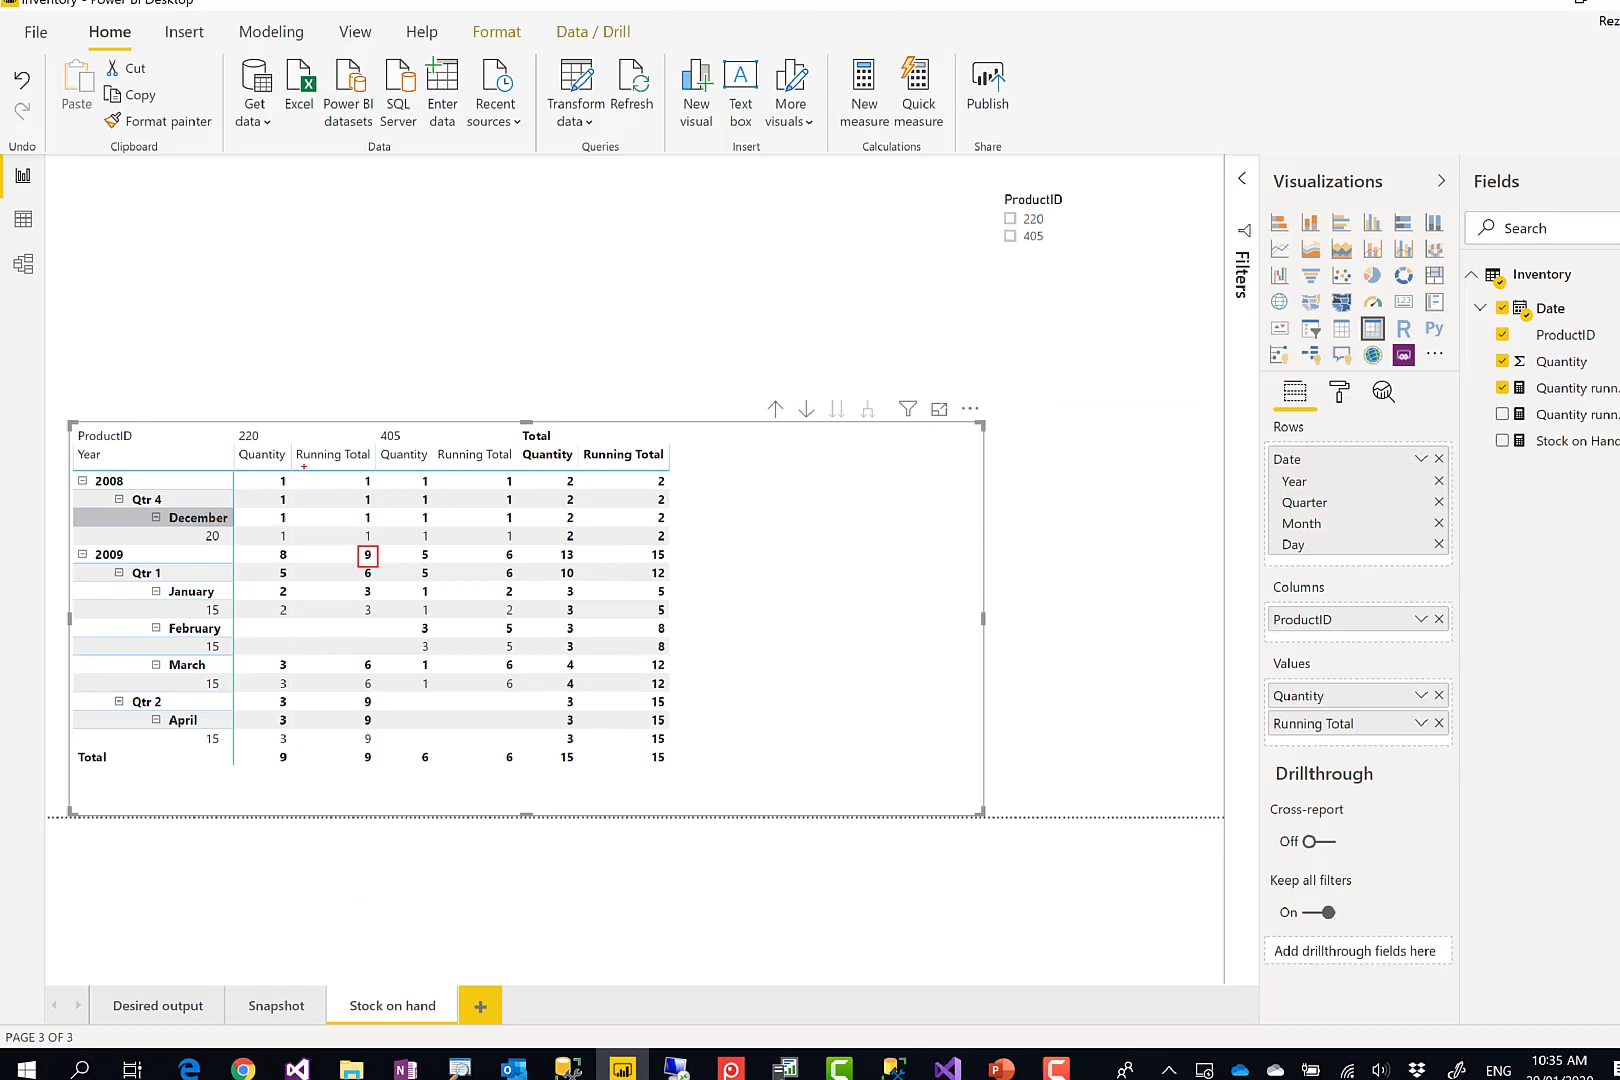 Inventory - Power BI Desktop
Rez
File Home Insert Modeling View Help Format Data / Drill
Paste
Cut
Copy
Format painter
Get data
Excel
Power BI datasets
SQL Server
Enter data
Recent sources
Transform data
Refresh
New visual
Text box
More visuals
New measure
Quick measure
Publish
Undo Clipboard Data Queries Insert Calculations Share
ProductID
220
405
ProductID 220 405 Total
Year Quantity Running Total Quantity Running Total Quantity Running Total
2008 1 1 1 1 2 2
Qtr 4 1 1 1 1 2 2
December 1 1 1 1 2 2
20 1 1 1 1 2 2
2009 8 9 5 6 13 15
Qtr 1 5 6 5 6 10 12
January 2 3 1 2 3 5
15 2 3 1 2 3 5
February 3 5 3 8
15 3 5 3 8
March 3 6 1 6 4 12
15 3 6 1 6 4 12
Qtr 2 3 9 3 15
April 3 9 3 15
15 3 9 3 15
Total 9 9 6 6 15 15
Filters
Visualizations
R Py
Rows
Date
Year
Quarter
Month
Day
Columns
ProductID
Values
Quantity
Running Total
Drillthrough
Cross-report
Off
Keep all filters
On
Add drillthrough fields here
Fields
Search
Inventory
Date
ProductID
Quantity
Quantity runn...
Quantity runn...
Stock on Hand
Desired output Snapshot Stock on hand +
PAGE 3 OF 3
ENG
10:35 AM